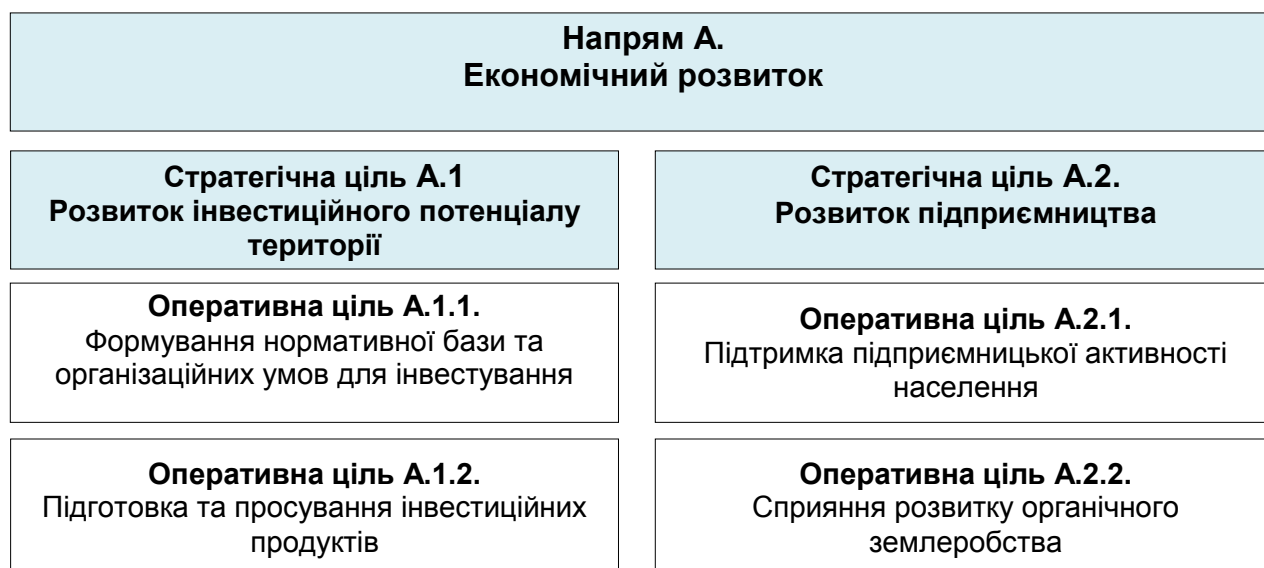 Напрям А.
Економічний розвиток
Стратегічна ціль А.1
Розвиток інвестиційного потенціалу
території
Стратегічна ціль А.2.
Розвиток підприємництва
Оперативна ціль А.1.1.
Формування нормативної бази та
організаційних умов для інвестування
Оперативна ціль А.2.1.
Підтримка підприємницької активності
населення
Оперативна ціль А.1.2.
Підготовка та просування інвестиційних
продуктів
Оперативна ціль А.2.2.
Сприяння розвитку органічного
землеробства